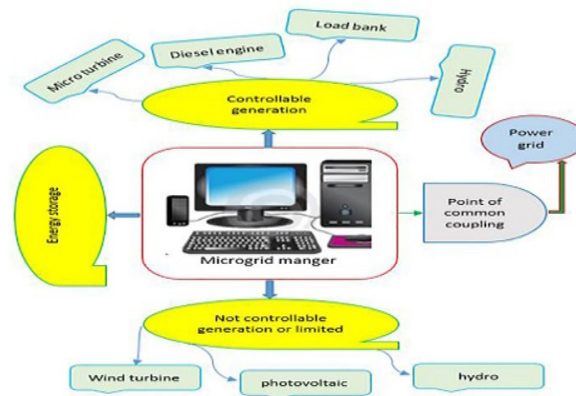 Load bank
Diesel engine
Micro turbine
Hydro
Controllable
generation
Power
grid
Energy storage
Point of
common
coupling
Microgrid manger
Not controllable
generation or limited
Wind turbine
photovoltaic
hydro